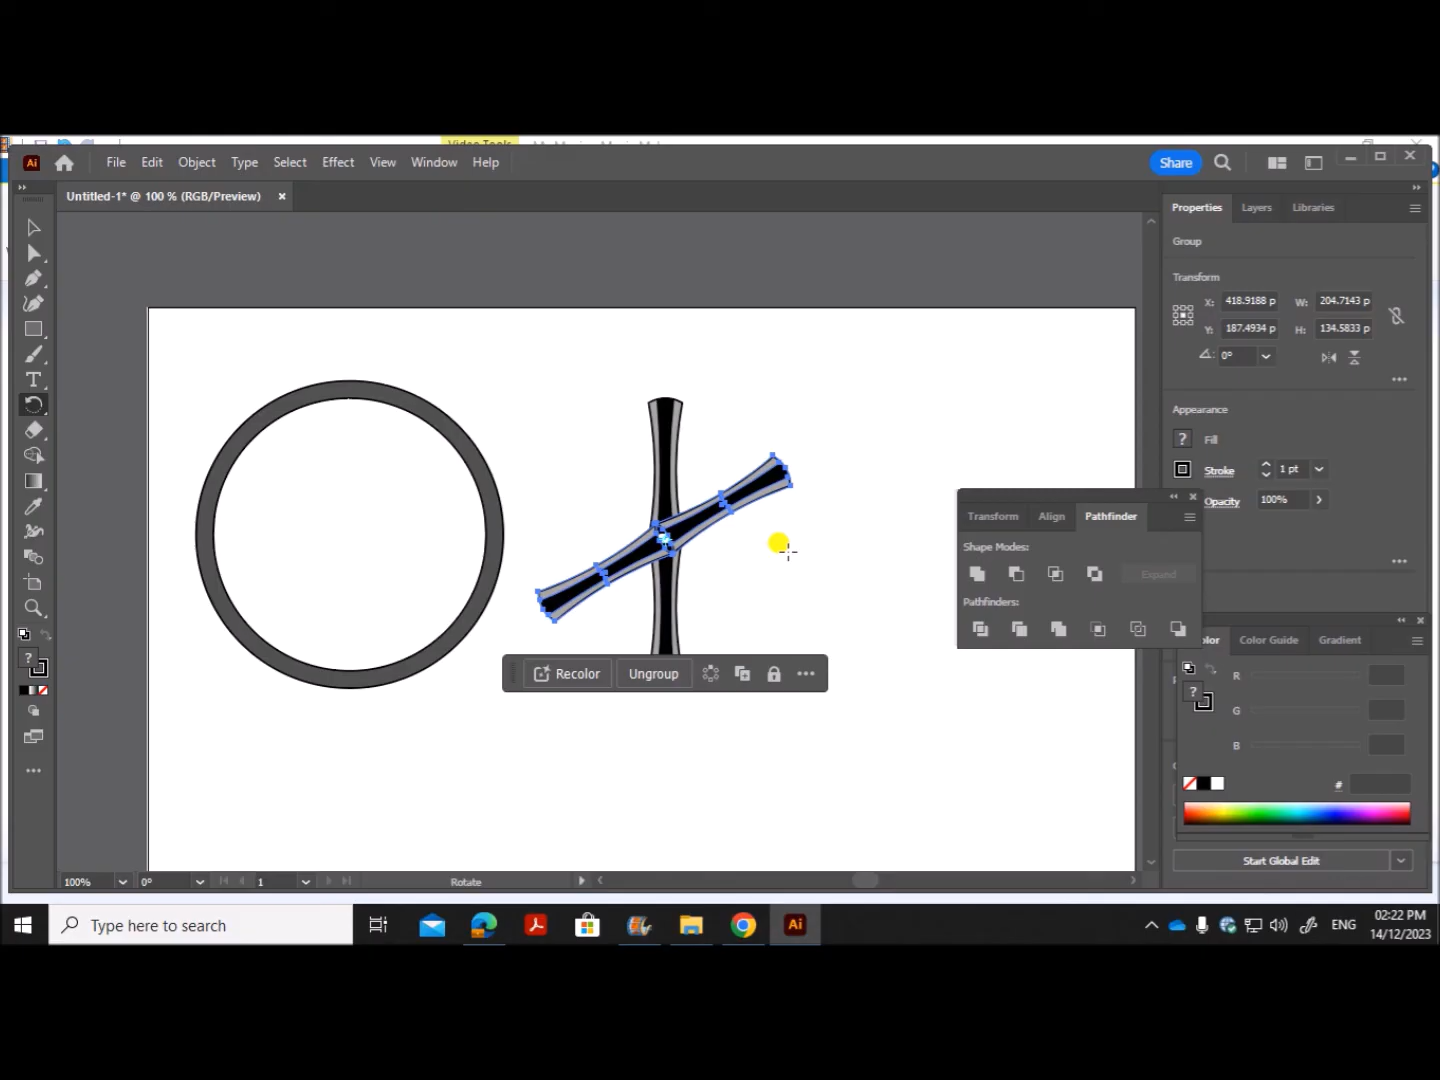 Video Tools
Ai File Edit Object Type Select Effect View Window Help Share
Untitled-1* @ 100 % (RGB/Preview) ×
Properties Layers Libraries
Group
Transform
X: 418.9188 p W: 204.7143 p
Y: 187.4934 p H: 134.5833 p
0°
Appearance
? Fill
Stroke 1 pt
Opacity 100%
Transform Align Pathfinder
Shape Modes:
Expand
Pathfinders:
Color Guide Gradient
R
G
B
#
Start Global Edit
Recolor Ungroup
100% 0° 1 Rotate
Type here to search
Ai
ENG
02:22 PM
14/12/2023